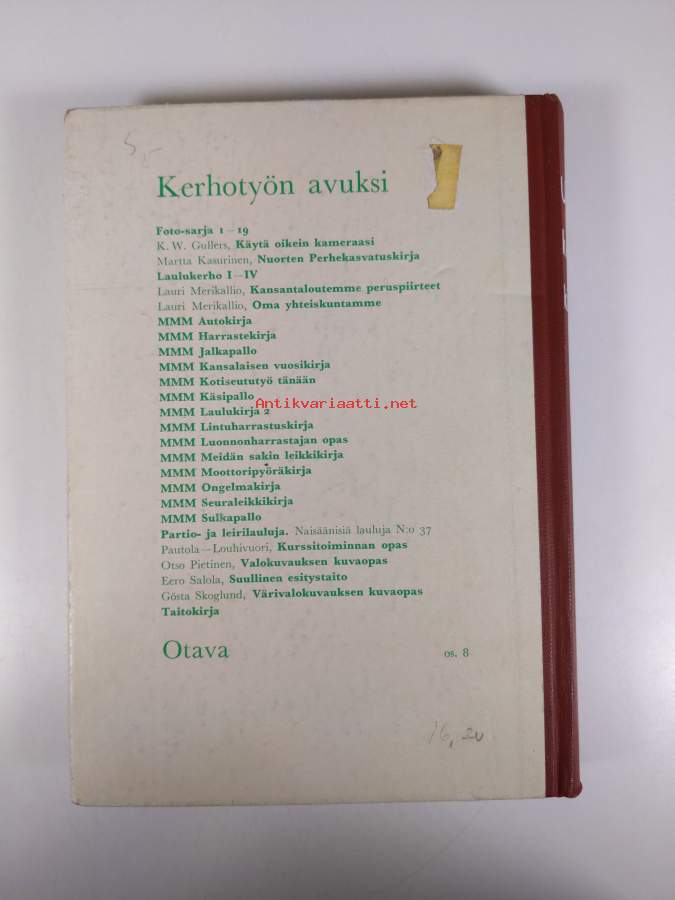 5,-
Kerhotyön avuksi
Foto-sarja 1–19
K. W. Gullers, Käytä oikein kameraasi
Martta Kasurinen, Nuorten Perhekasvatuskirja
Laulukerho I–IV
Lauri Merikallio, Kansantaloutemme peruspiirteet
Lauri Merikallio, Oma yhteiskuntamme
MMM Autokirja
MMM Harrastekirja
MMM Jalkapallo
MMM Kansalaisen vuosikirja
MMM Kotiseututyö tänään
MMM Käsipallo
Antikvariaatti.net
MMM Laulukirja 2
MMM Lintuharrastuskirja
MMM Luonnonharrastajan opas
MMM Meidän sakin leikkikirja
MMM Moottoripyöräkirja
MMM Ongelmakirja
MMM Seuraleikkikirja
MMM Sulkapallo
Partio- ja leirilauluja. Naisäänisiä lauluja N:o 37
Pautola–Louhivuori, Kurssitoiminnan opas
Otso Pietinen, Valokuvauksen kuvaopas
Eero Salola, Suullinen esitystaito
Gösta Skoglund, Värivalokuvauksen kuvaopas
Taitokirja
Otava os. 8
16,20